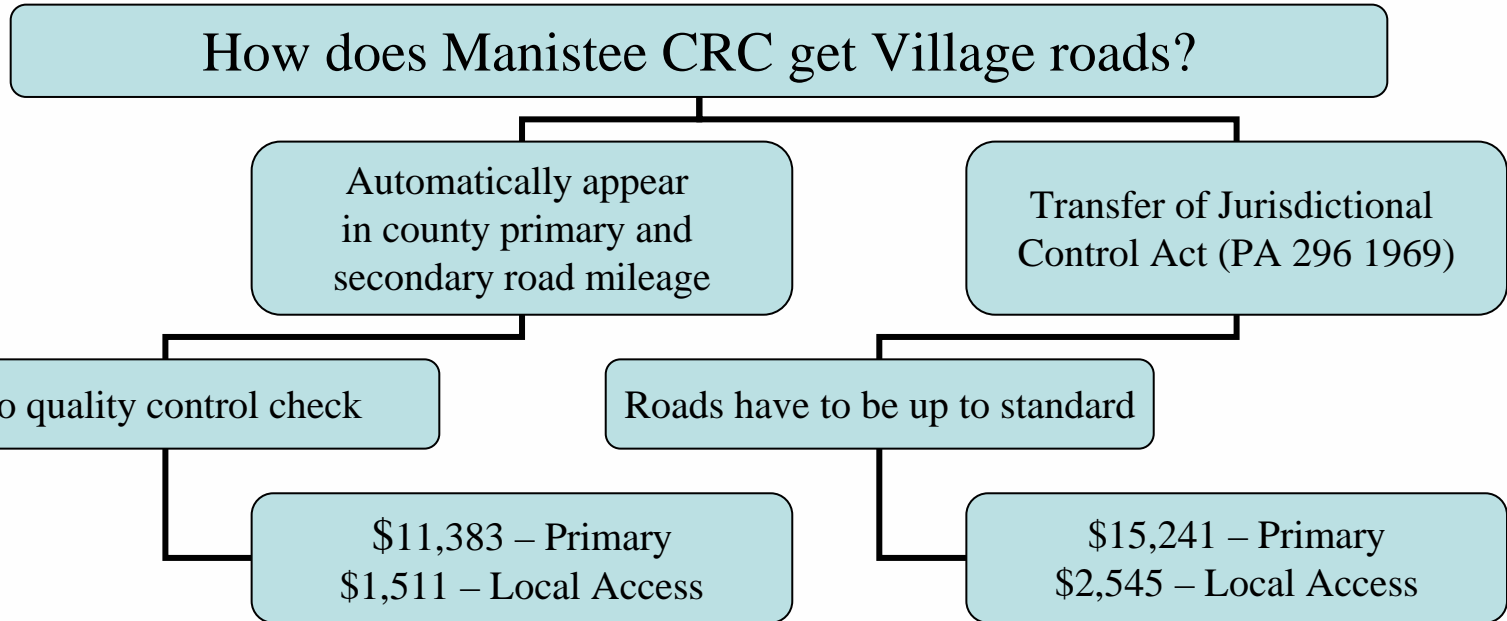 How does Manistee CRC get Village roads?
Automatically appear
in county primary and
secondary road mileage
Transfer of Jurisdictional
Control Act (PA 296 1969)
quality control check
Roads have to be up to standard
$11,383 – Primary
$1,511 – Local Access
$15,241 – Primary
$2,545 – Local Access